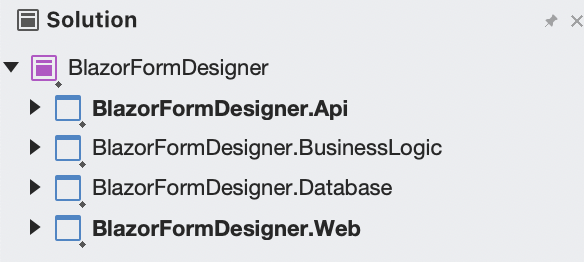 Solution
BlazorFormDesigner
BlazorFormDesigner.Api
BlazorFormDesigner.BusinessLogic
BlazorFormDesigner.Database
BlazorFormDesigner.Web